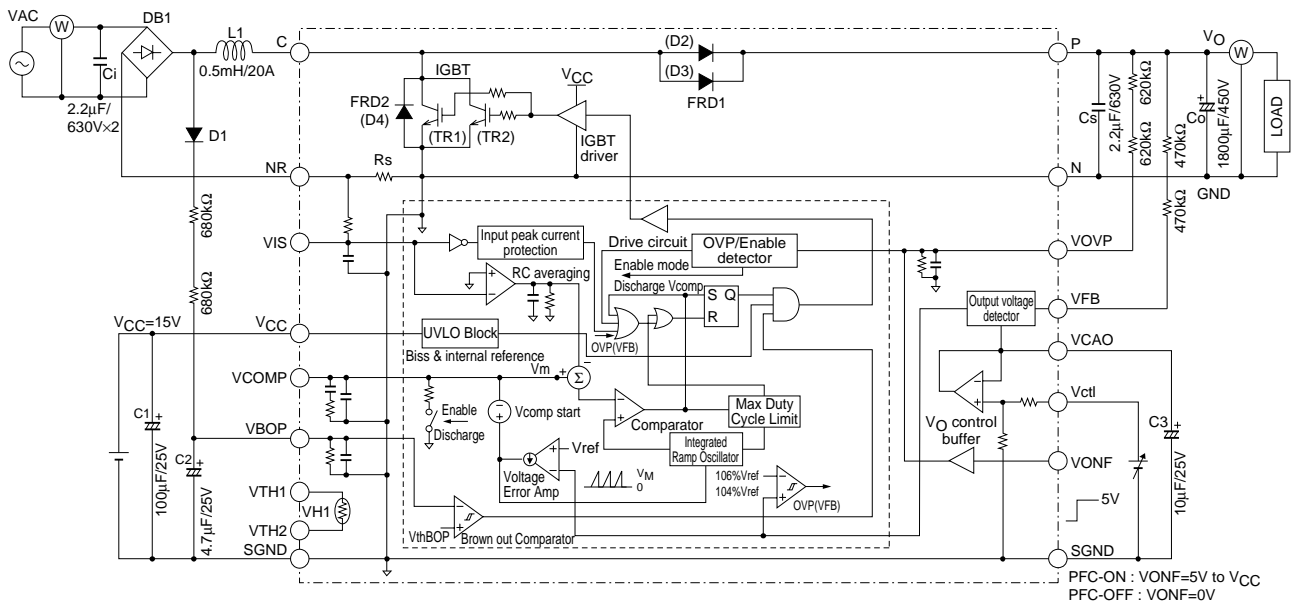 VAC
DB1
L1
0.5mH/20A
Ci
2.2µF/
630V×2
D1
680kΩ
680kΩ
C
NR
VIS
VCC
VCC=15V
VCOMP
VBOP
VTH1
VTH2
SGND
C1
100µF/25V
C2
4.7µF/25V
VH1
Rs
FRD2
(D4)
IGBT
(TR1)
(TR2)
VCC
IGBT
driver
(D2)
(D3)
FRD1
P
N
VOVP
VFB
VCAO
Vctl
VONF
SGND
VO
W
W
Cs
2.2µF/630V
620kΩ
620kΩ
470kΩ
470kΩ
Co
1800µF/450V
LOAD
GND
Input peak current
protection
RC averaging
Drive circuit
OVP/Enable
detector
Enable mode
Discharge Vcomp
S
Q
R
OVP(VFB)
UVLO Block
Biss & internal reference
Vm
+
−
Σ
Enable
Discharge
Vcomp start
Comparator
Max Duty
Cycle Limit
Integrated
Ramp Oscillator
Vref
Voltage
Error Amp
VM
0
106%Vref
104%Vref
OVP(VFB)
VthBOP
Brown out Comparator
Output voltage
detector
VO control
buffer
C3
10µF/25V
5V
PFC-ON : VONF=5V to VCC
PFC-OFF : VONF=0V